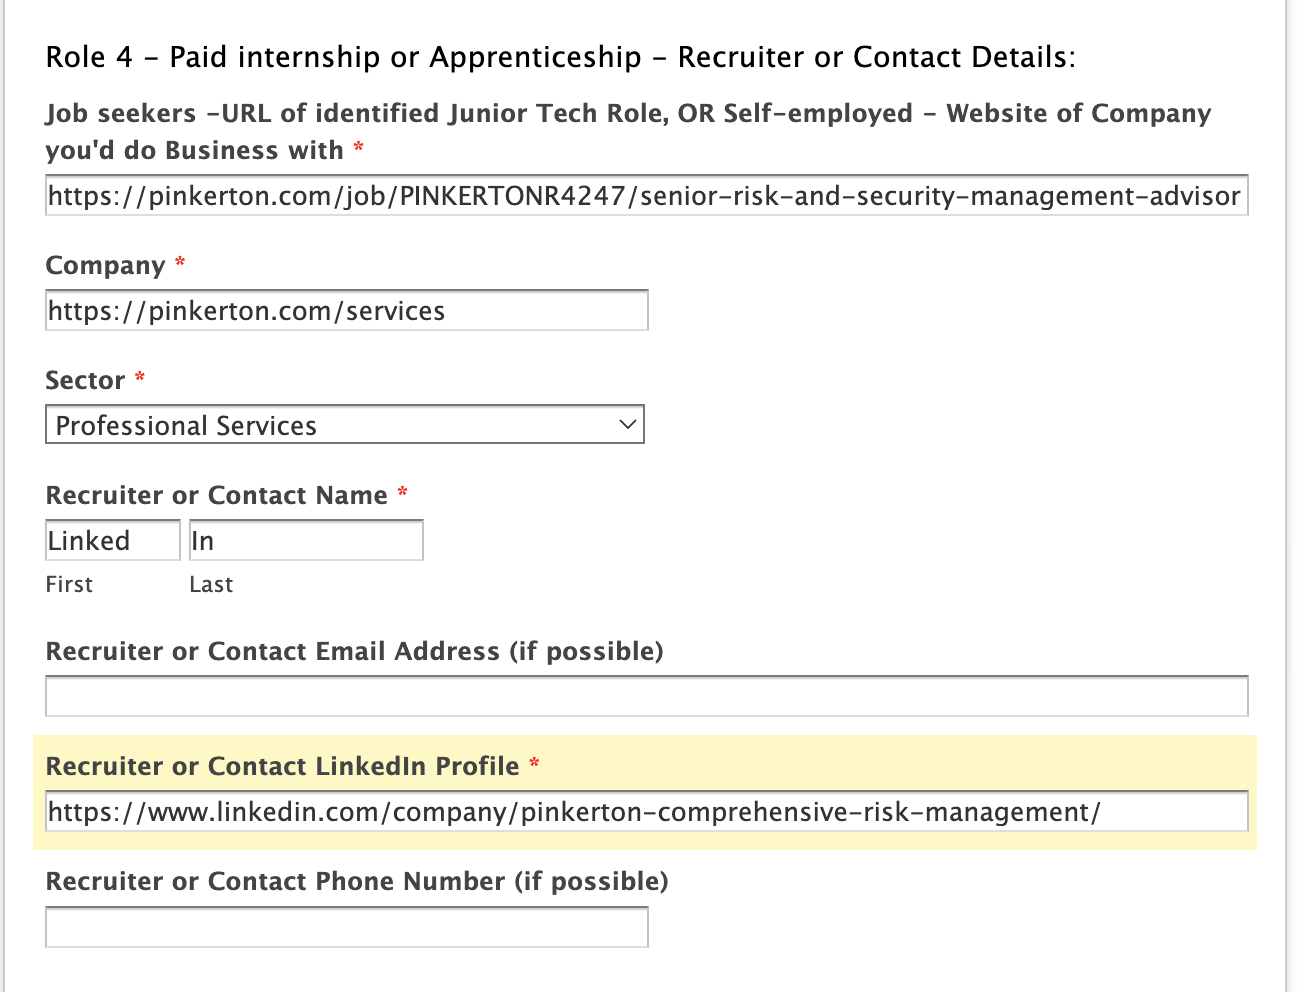 Role 4 – Paid internship or Apprenticeship – Recruiter or Contact Details:
Job seekers –URL of identified Junior Tech Role, OR Self-employed – Website of Company
you'd do Business with *
https://pinkerton.com/job/PINKERTONR4247/senior-risk-and-security-management-advisor
Company *
https://pinkerton.com/services
Sector *
Professional Services
Recruiter or Contact Name *
Linked In
First Last
Recruiter or Contact Email Address (if possible)
Recruiter or Contact LinkedIn Profile *
https://www.linkedin.com/company/pinkerton-comprehensive-risk-management/
Recruiter or Contact Phone Number (if possible)